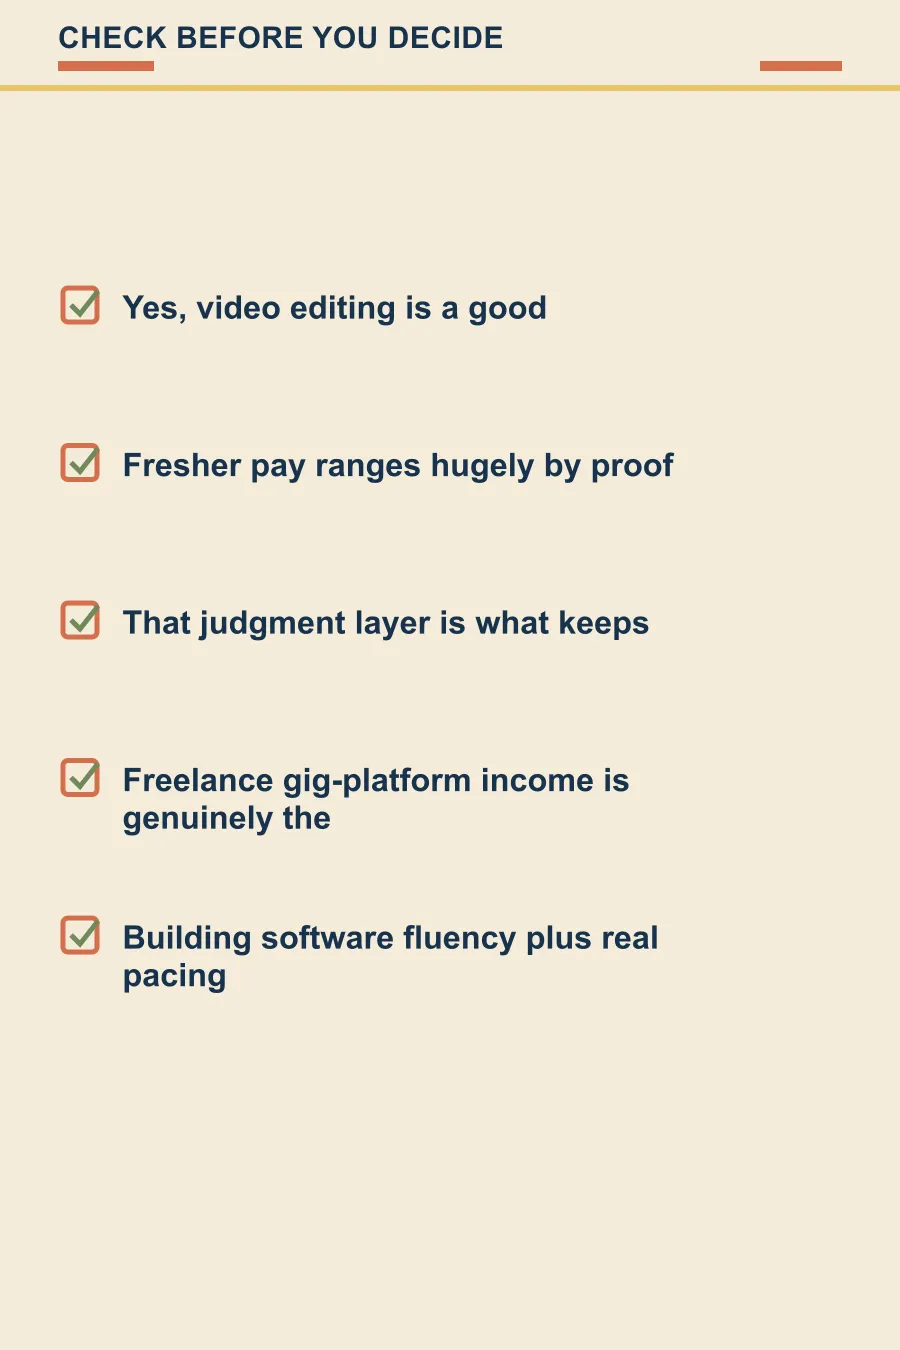 CHECK BEFORE YOU DECIDE
Yes, video editing is a good
Fresher pay ranges hugely by proof
That judgment layer is what keeps
Freelance gig-platform income is
genuinely the
Building software fluency plus real
pacing